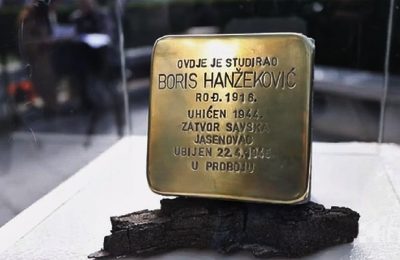 OVDJE JE STUDIRAO
BORIS HANŽEKOVIĆ
ROĐ. 1916.
UHIĆEN 1944.
ZATVOR SAVSKA
JASENOVAC
UBIJEN 22.4.1945
U PROBOJU